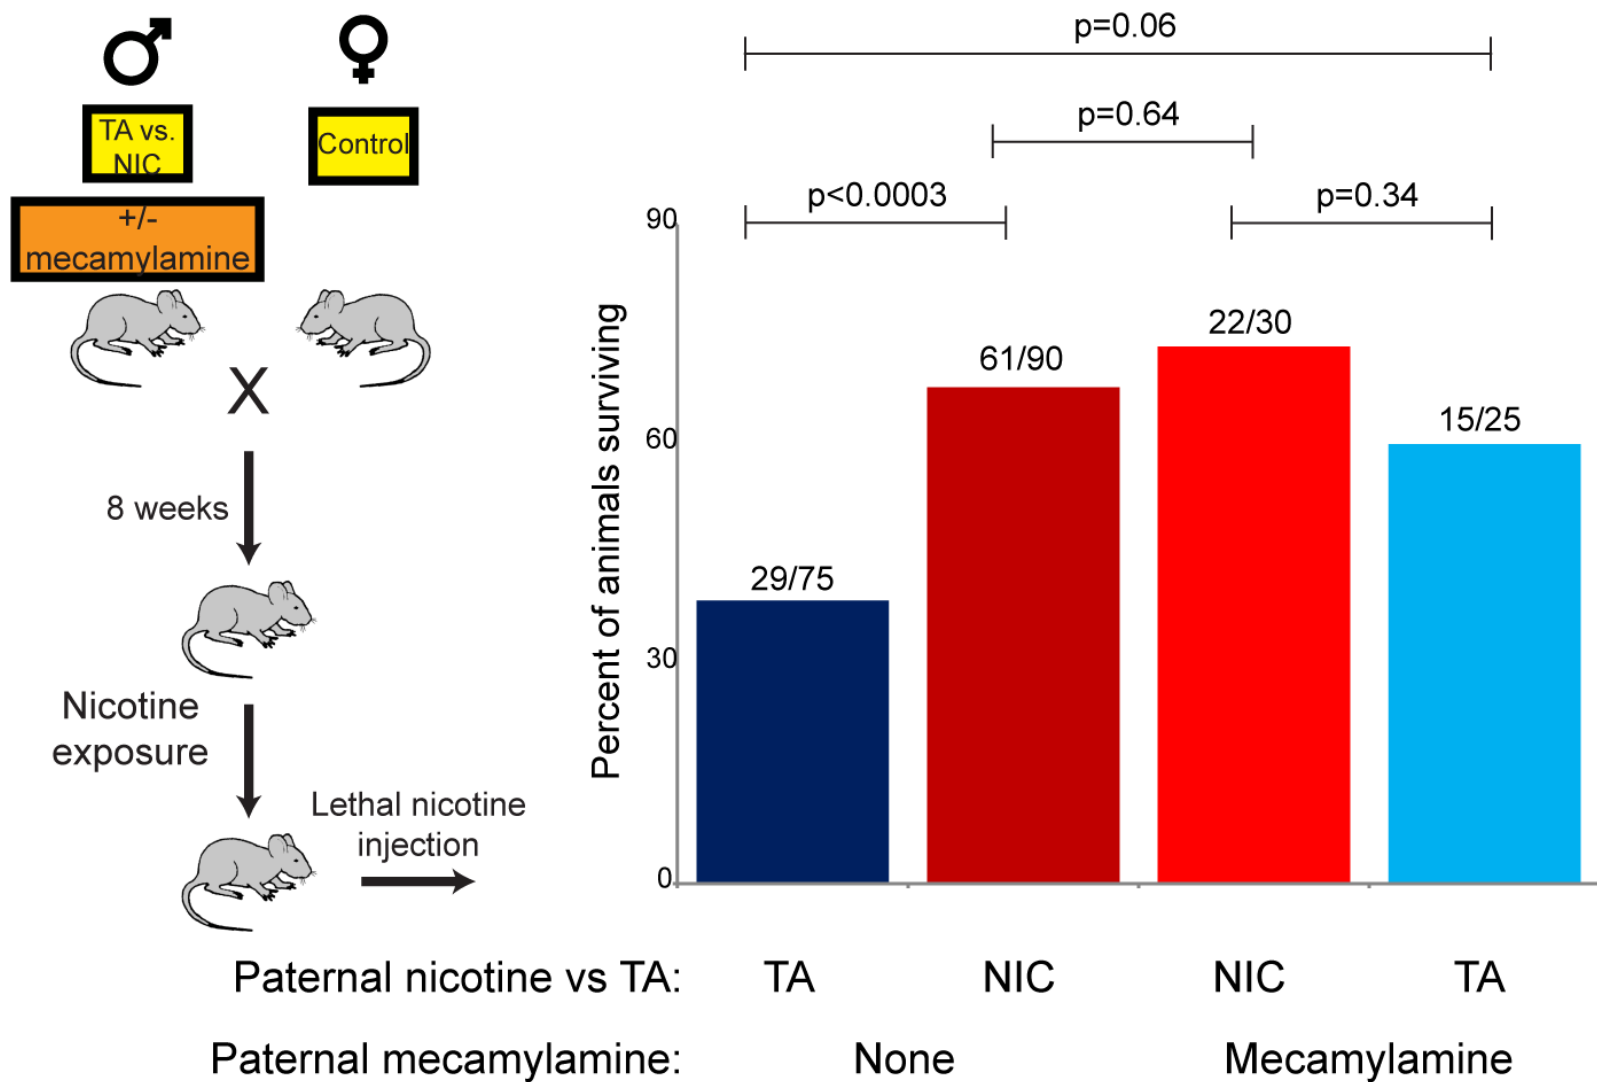 TA vs.
NIC
Control
+/-
mecamylamine
X
8 weeks
Nicotine
exposure
Lethal nicotine
injection
p=0.06
p=0.64
p<0.0003
p=0.34
Percent of animals surviving
90
60
30
0
29/75
61/90
22/30
15/25
Paternal nicotine vs TA: TA NIC NIC TA
Paternal mecamylamine: None Mecamylamine